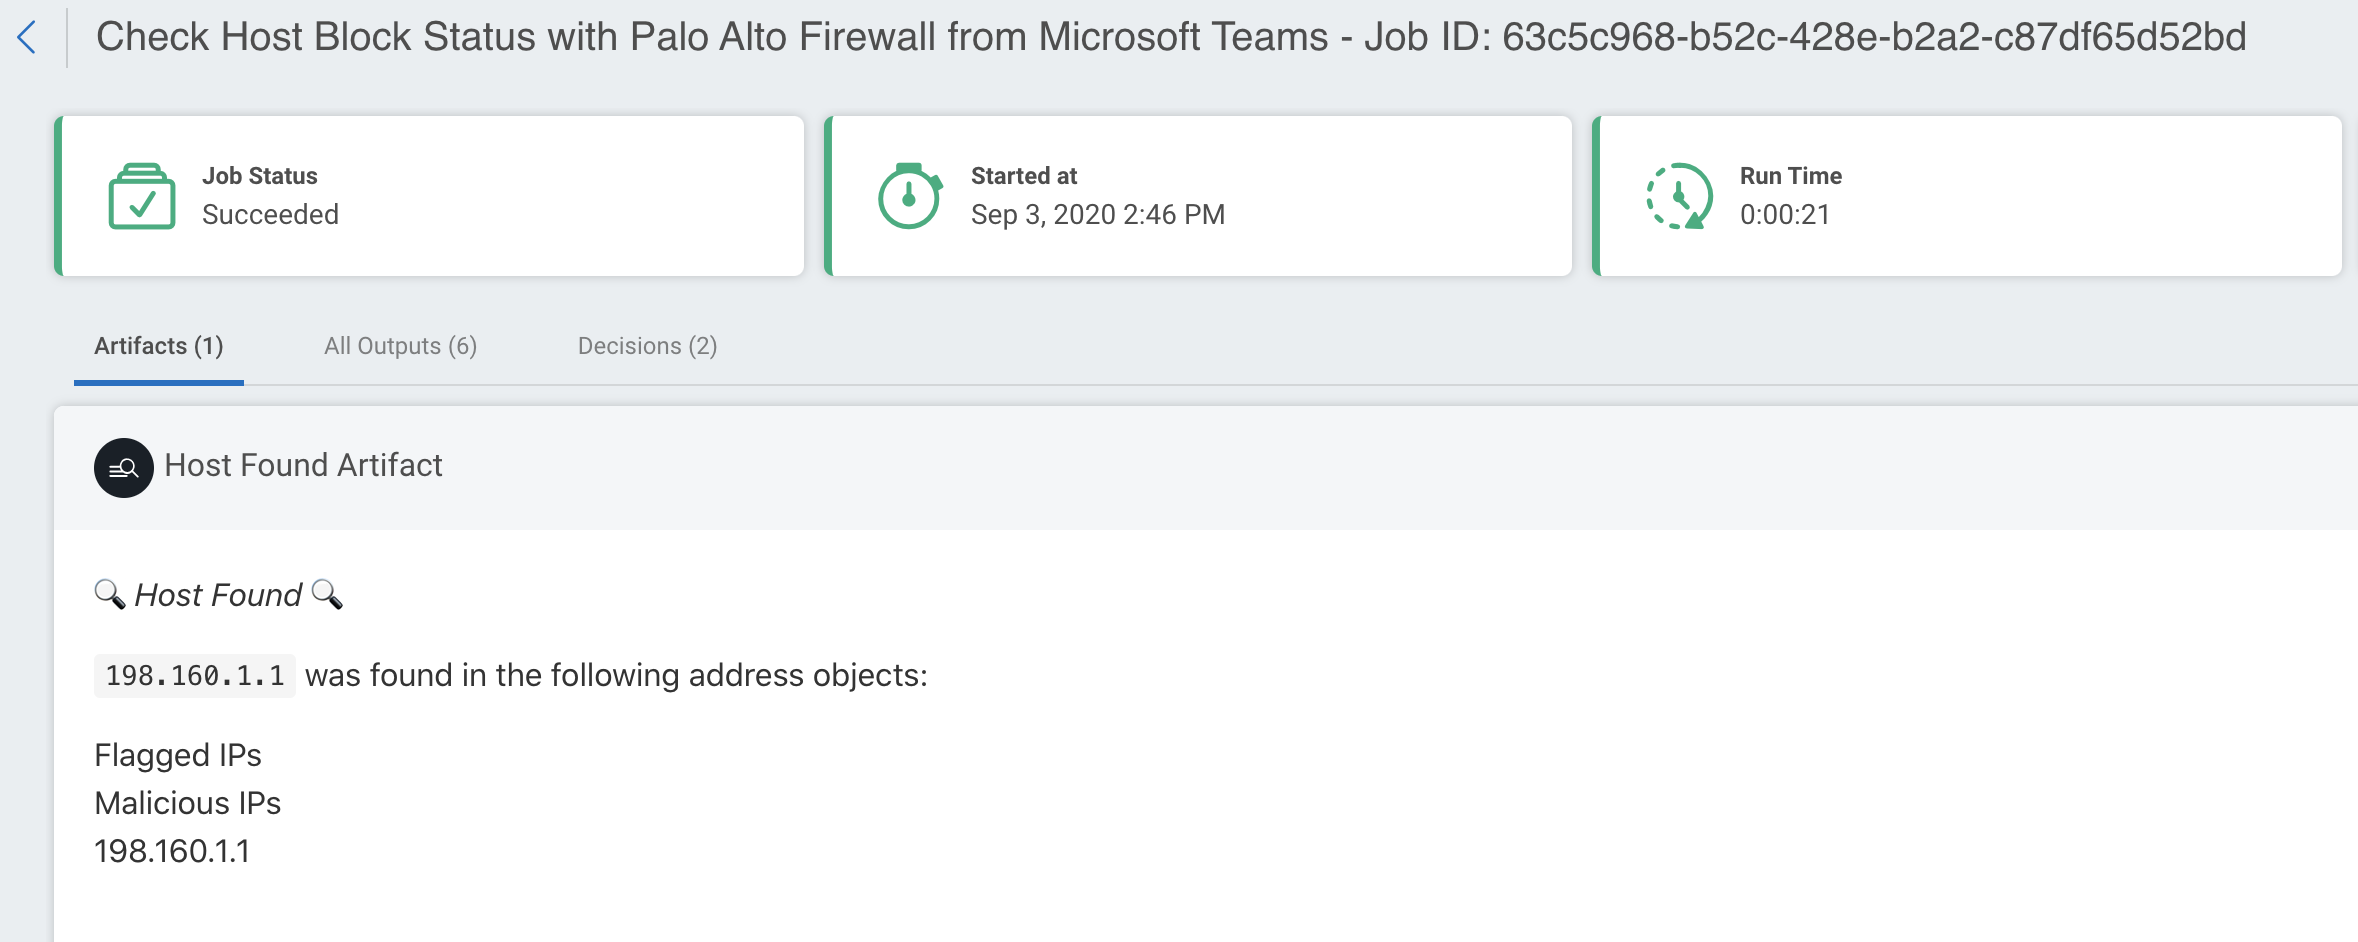 Check Host Block Status with Palo Alto Firewall from Microsoft Teams - Job ID: 63c5c968-b52c-428e-b2a2-c87df65d52bd
Job Status
Succeeded
Started at
Sep 3, 2020 2:46 PM
Run Time
0:00:21
Artifacts (1)
All Outputs (6)
Decisions (2)
Host Found Artifact
🔍 Host Found 🔍
198.160.1.1 was found in the following address objects:
Flagged IPs
Malicious IPs
198.160.1.1